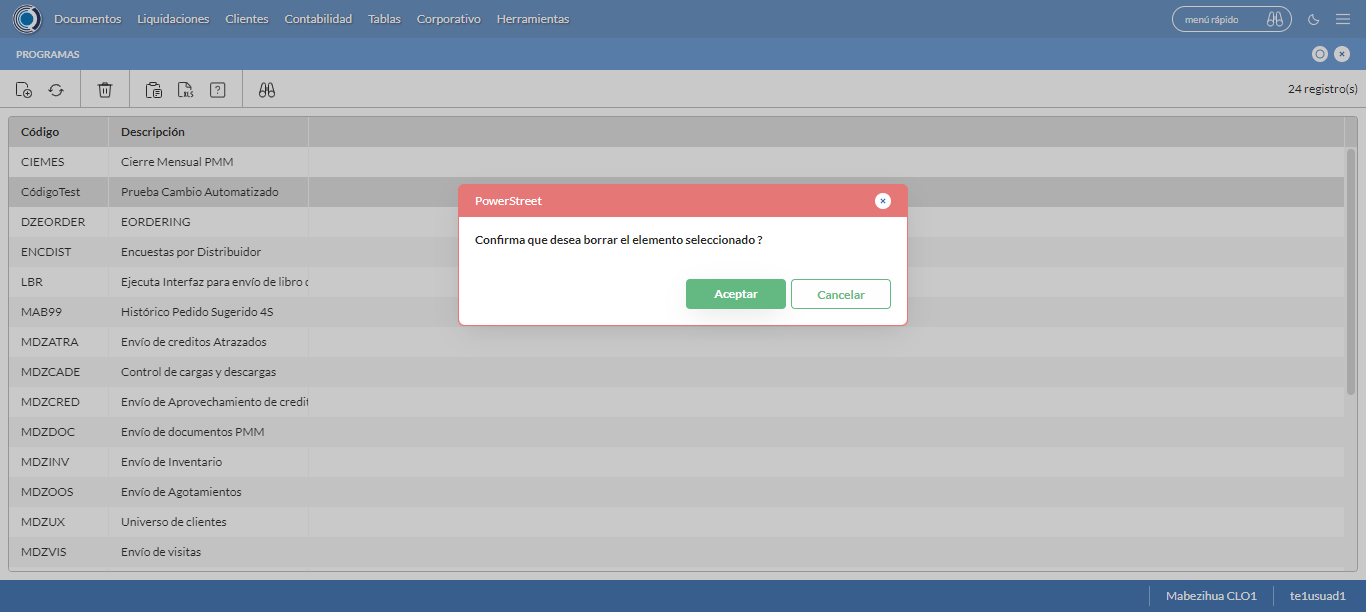 Documentos Liquidaciones Clientes Contabilidad Tablas Corporativo Herramientas menú rápido
PROGRAMAS
XLS ? 24 registro(s)
Código Descripción
CIEMES Cierre Mensual PMM
CódigoTest Prueba Cambio Automatizado
DZEORDER EORDERING
ENCDIST Encuestas por Distribuidor
LBR Ejecuta Interfaz para envío de libro
MAB99 Histórico Pedido Sugerido 4S
MDZATRA Envío de creditos Atrazados
MDZCADE Control de cargas y descargas
MDZCRED Envío de Aprovechamiento de credit
MDZDOC Envío de documentos PMM
MDZINV Envío de Inventario
MDZOOS Envío de Agotamientos
MDZUX Universo de clientes
MDZVIS Envío de visitas
PowerStreet
Confirma que desea borrar el elemento seleccionado ?
Aceptar Cancelar
Mabezihua CLO1 te1usuad1